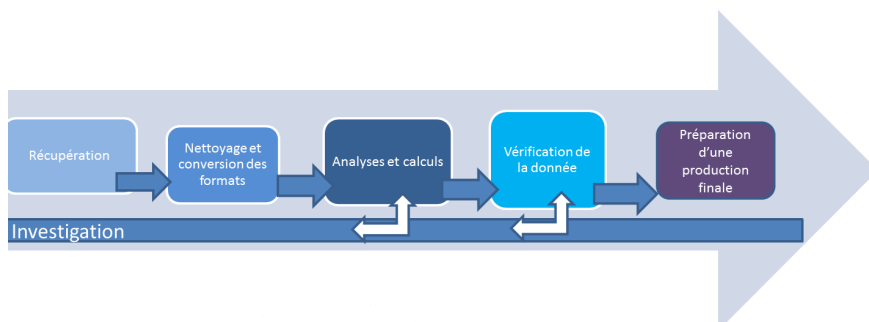 Récupération
Nettoyage et
conversion des
formats
Analyses et calculs
Vérification de
la donnée
Préparation
d'une
production
finale
Investigation